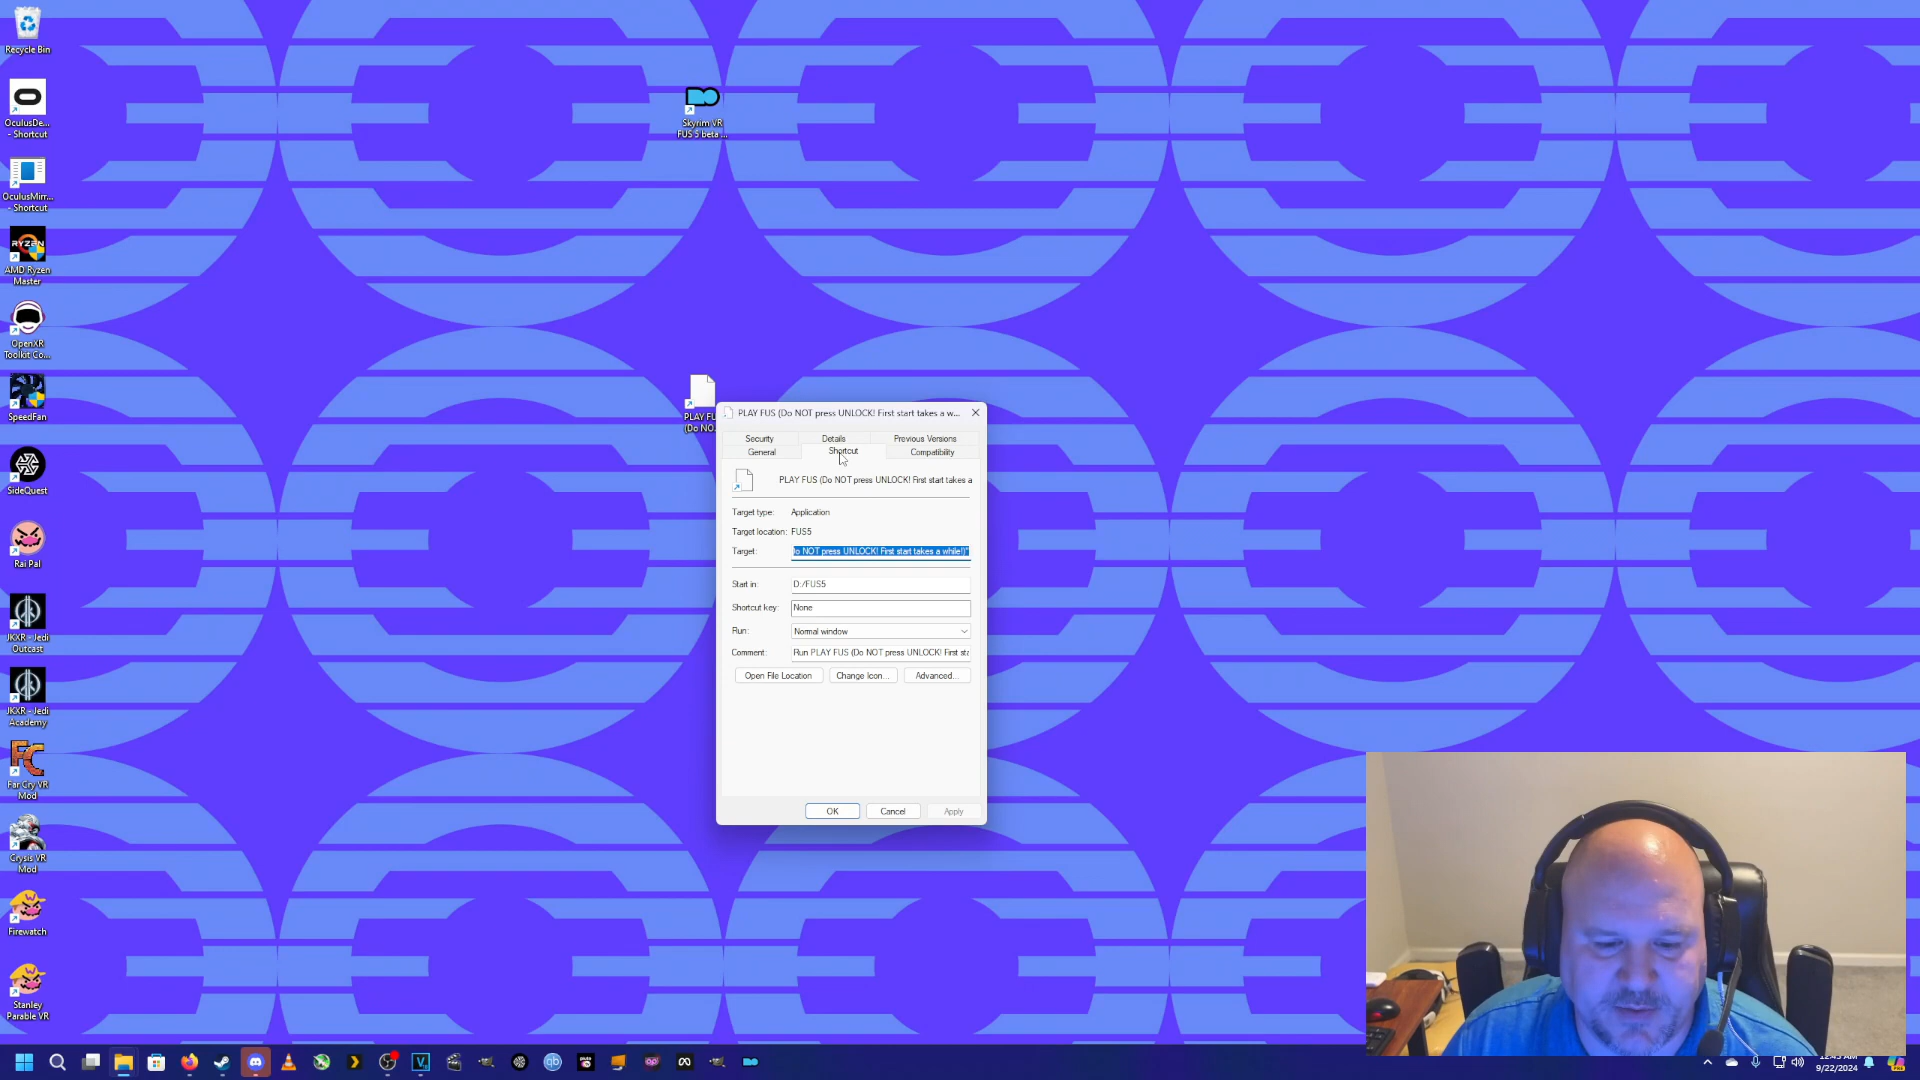 Recycle Bin
OculusDe...
- Shortcut
OculusMirr...
- Shortcut
RYZEN
AMD Ryzen
Master
OpenXR
Toolkit Co...
SpeedFan
SideQuest
Rai Pal
JKXR - Jedi
Outcast
JKXR - Jedi
Academy
Far Cry VR
Mod
Crysis VR
Mod
Firewatch
Stanley
Parable VR
Skyrim VR
FUS 5 beta ...
PLAY FU
(Do NO
PLAY FUS (Do NOT press UNLOCK! First start takes a w...
Security
Details
Previous Versions
General
Shortcut
Compatibility
PLAY FUS (Do NOT press UNLOCK! First start takes a
Target type: Application
Target location: FUS5
Target: NOT press UNLOCK! First start takes a while!)"
Start in: D:/FUS5
Shortcut key: None
Run: Normal window
Comment: Run PLAY FUS (Do NOT press UNLOCK! First sta
Open File Location
Change Icon...
Advanced...
OK
Cancel
Apply
9/22/2024